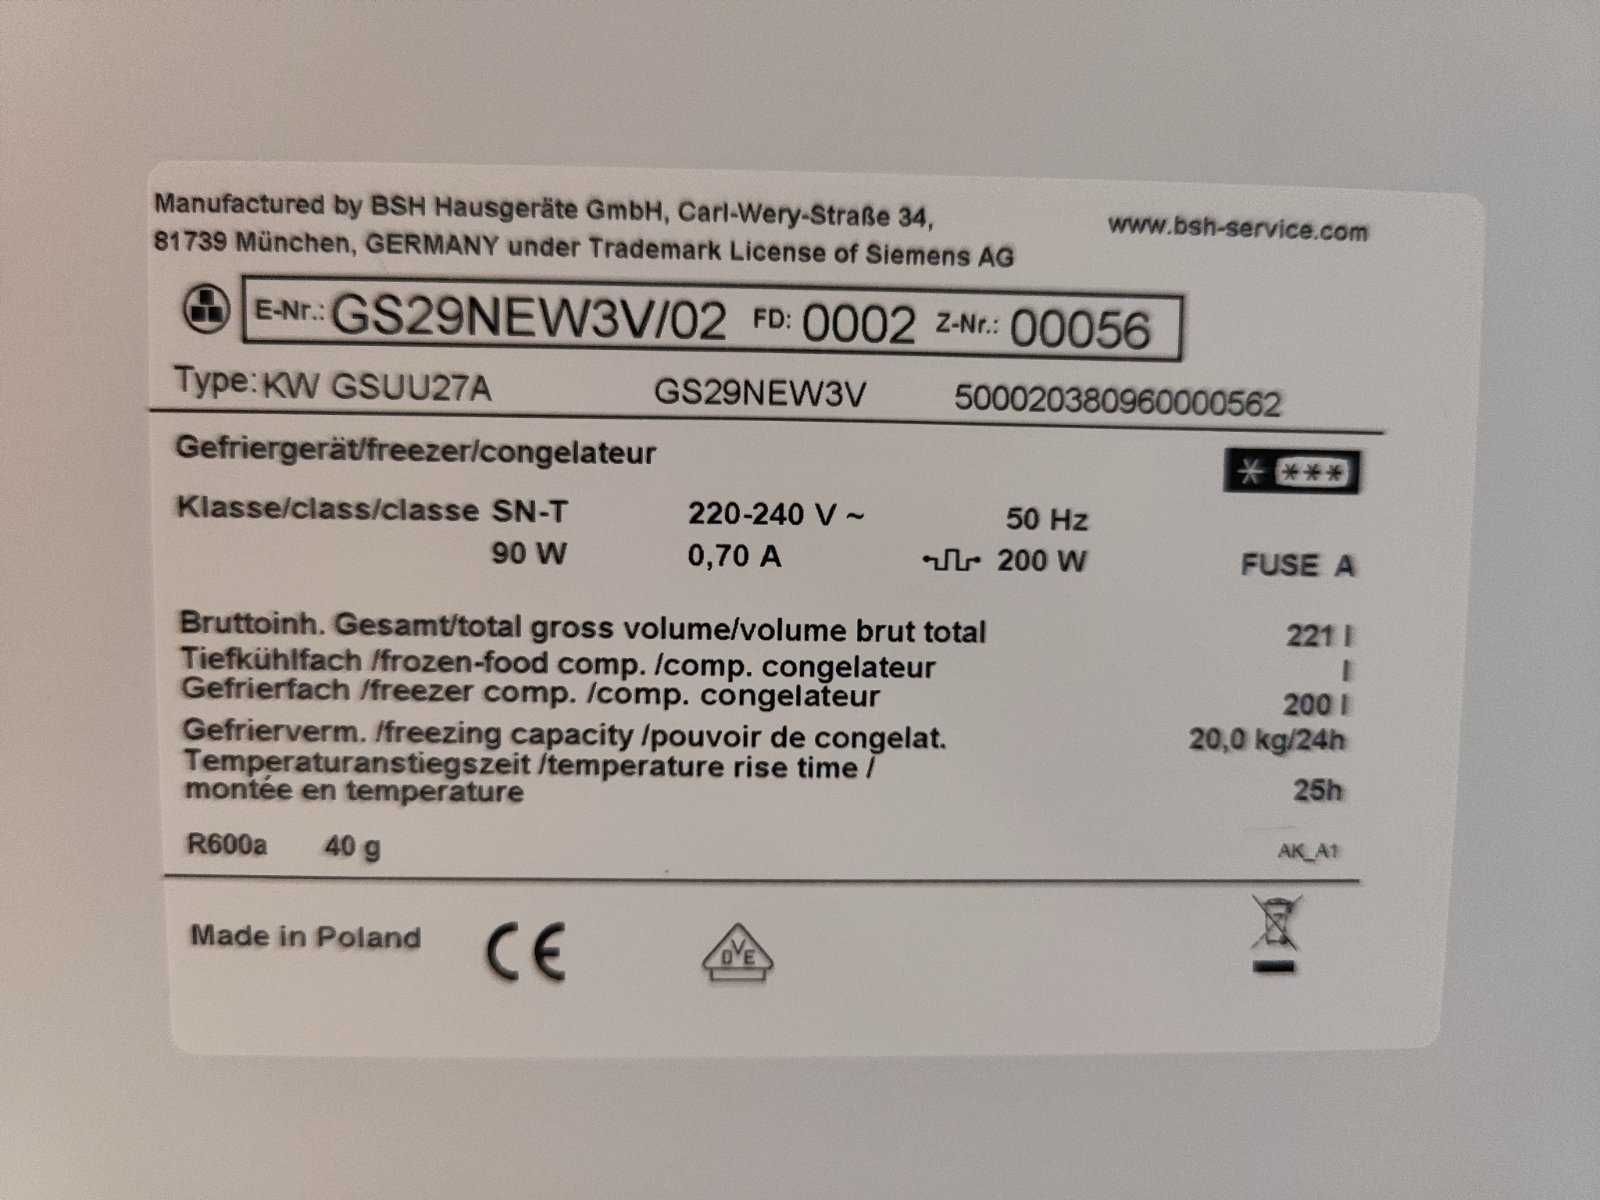 Manufactured by BSH Hausgeräte GmbH, Carl-Wery-Straße 34,
81739 München, GERMANY under Trademark License of Siemens AG
www.bsh-service.com
E-Nr.: GS29NEW3V/02 FD: 0002 Z-Nr.: 00056
Type: KW GSUU27A GS29NEW3V 500020380960000562
Gefriergerät/freezer/congelateur * ***
Klasse/class/classe SN-T 220-240 V ~ 50 Hz
90 W 0,70 A 200 W FUSE A
Bruttoinh. Gesamt/total gross volume/volume brut total 221 l
Tiefkühlfach /frozen-food comp. /comp. congelateur l
Gefrierfach /freezer comp. /comp. congelateur 200 l
Gefrierverm. /freezing capacity /pouvoir de congelat. 20,0 kg/24h
Temperaturanstiegszeit /temperature rise time /
montée en temperature 25h
R600a 40 g AK_A1
Made in Poland CE DVE